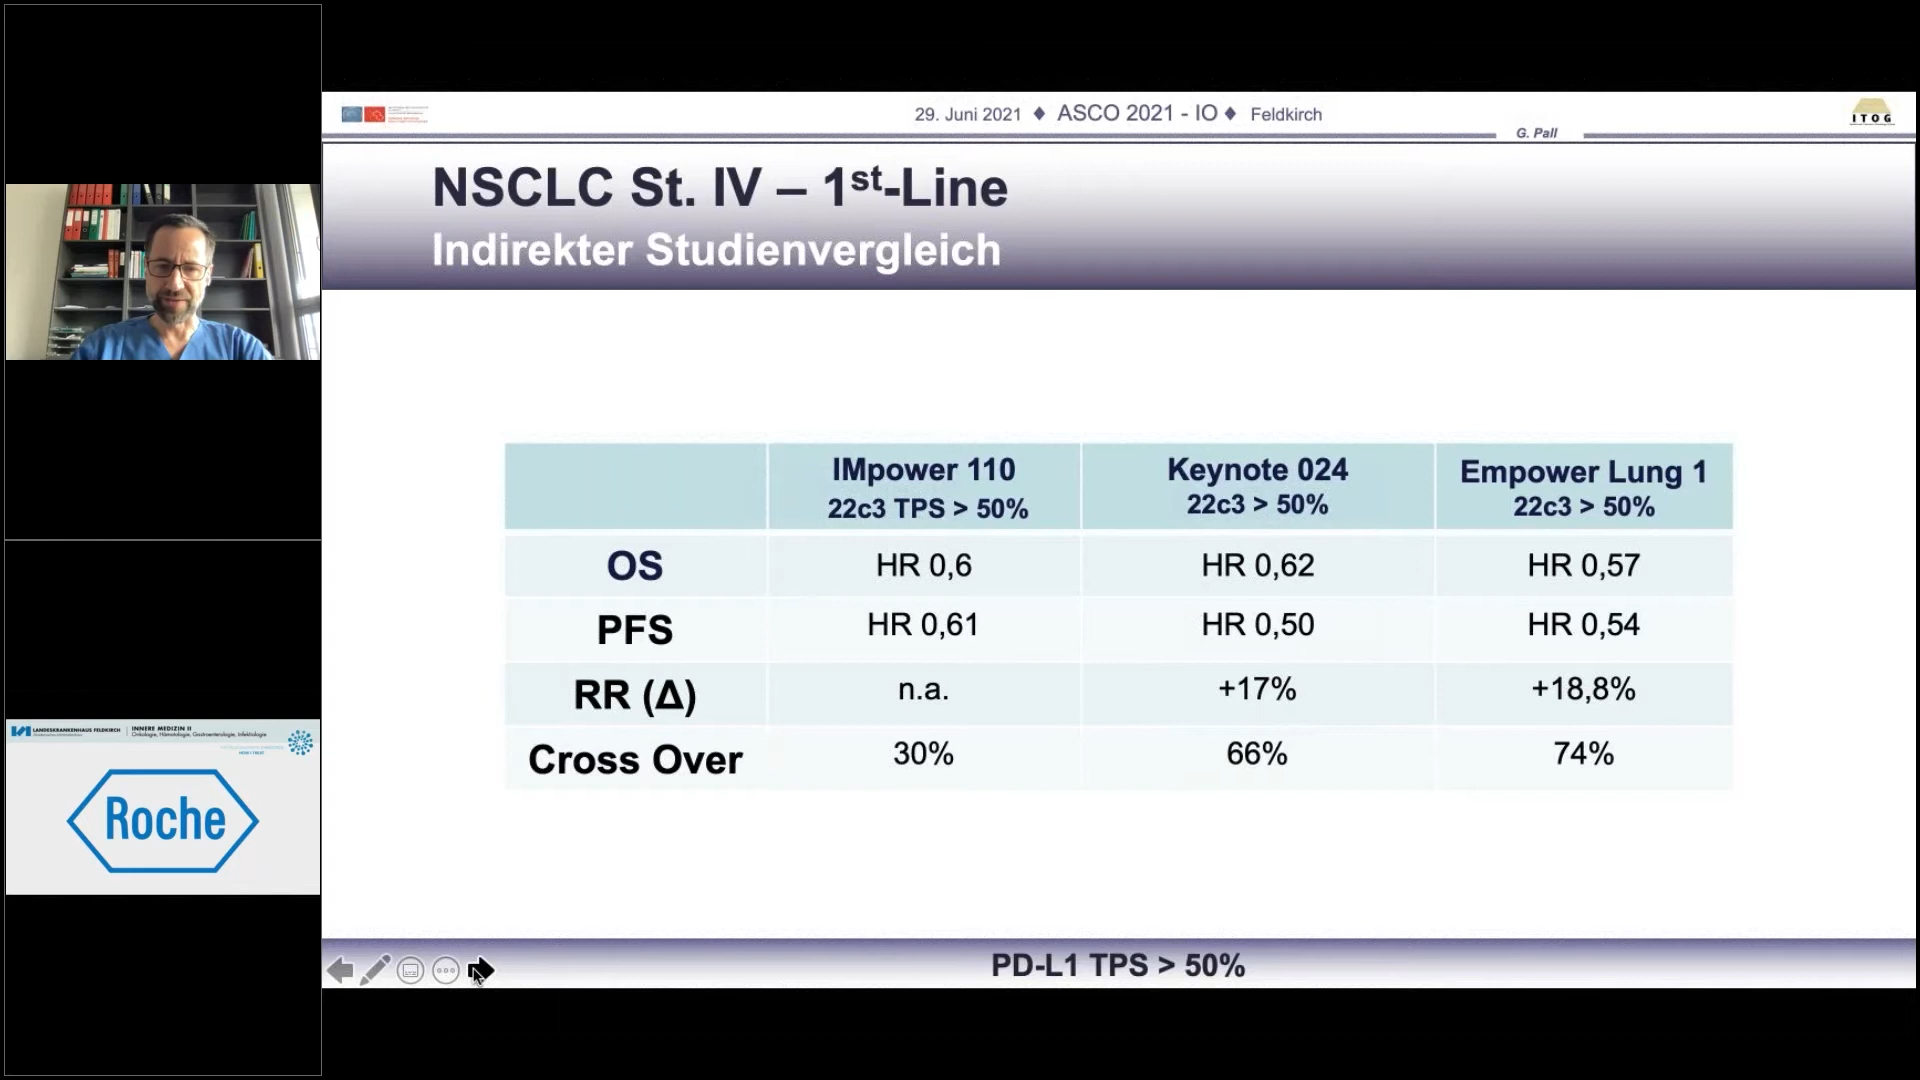 29. Juni 2021 ♦ ASCO 2021 - IO ♦ Feldkirch
ITOG
G. Pall
NSCLC St. IV – 1st-Line
Indirekter Studienvergleich
IMpower 110 Keynote 024 Empower Lung 1
22c3 TPS > 50% 22c3 > 50% 22c3 > 50%
OS HR 0,6 HR 0,62 HR 0,57
PFS HR 0,61 HR 0,50 HR 0,54
RR (Δ) n.a. +17% +18,8%
Cross Over 30% 66% 74%
PD-L1 TPS > 50%
LANDESKRANKENHAUS FELDKIRCH INNERE MEDIZIN II
Onkologie, Hämatologie, Gastroenterologie, Infektiologie
Roche